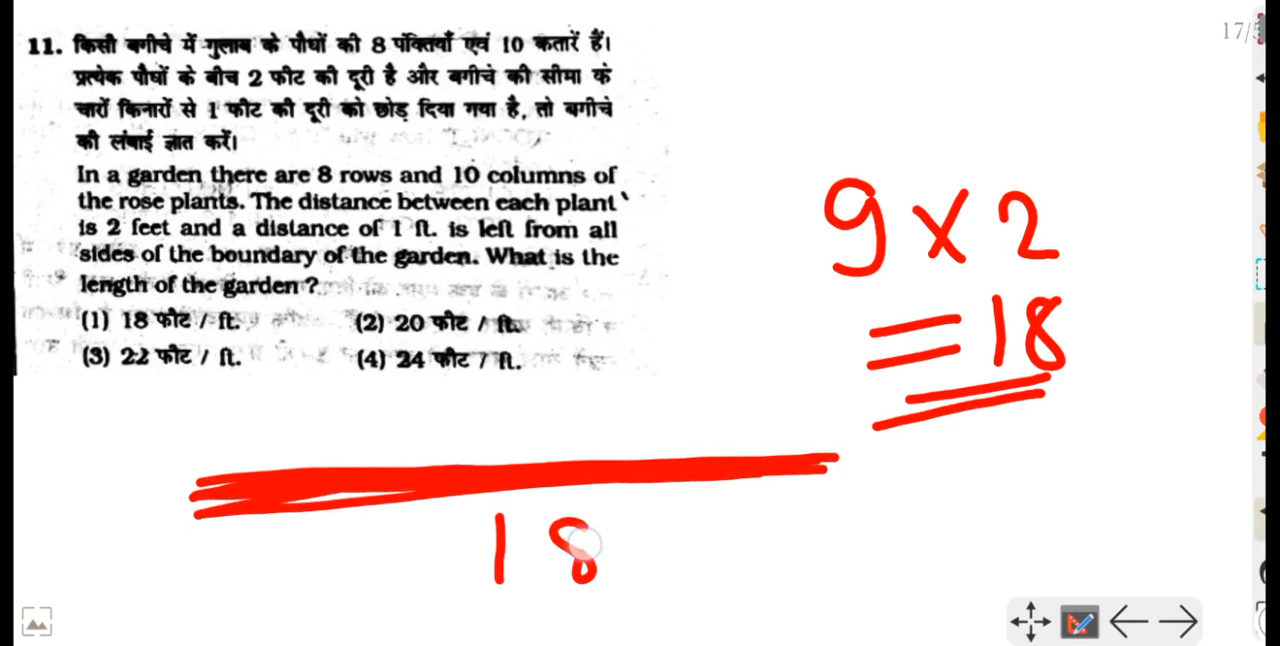 17/5
11. किसी बगीचे में गुलाब के पौधों की 8 पंक्तियाँ एवं 10 कतारें हैं।
प्रत्येक पौधों के बीच 2 फीट की दूरी है और बगीचे की सीमा के
चारों किनारों से 1 फीट की दूरी को छोड़ दिया गया है, तो बगीचे
की लंबाई ज्ञात करें।
In a garden there are 8 rows and 10 columns of
the rose plants. The distance between each plant
is 2 feet and a distance of 1 ft. is left from all
sides of the boundary of the garden. What is the
length of the garden ?
(1) 18 फीट / ft. (2) 20 फीट / ft.
(3) 22 फीट / ft. (4) 24 फीट / ft.
9 × 2
= 18
18